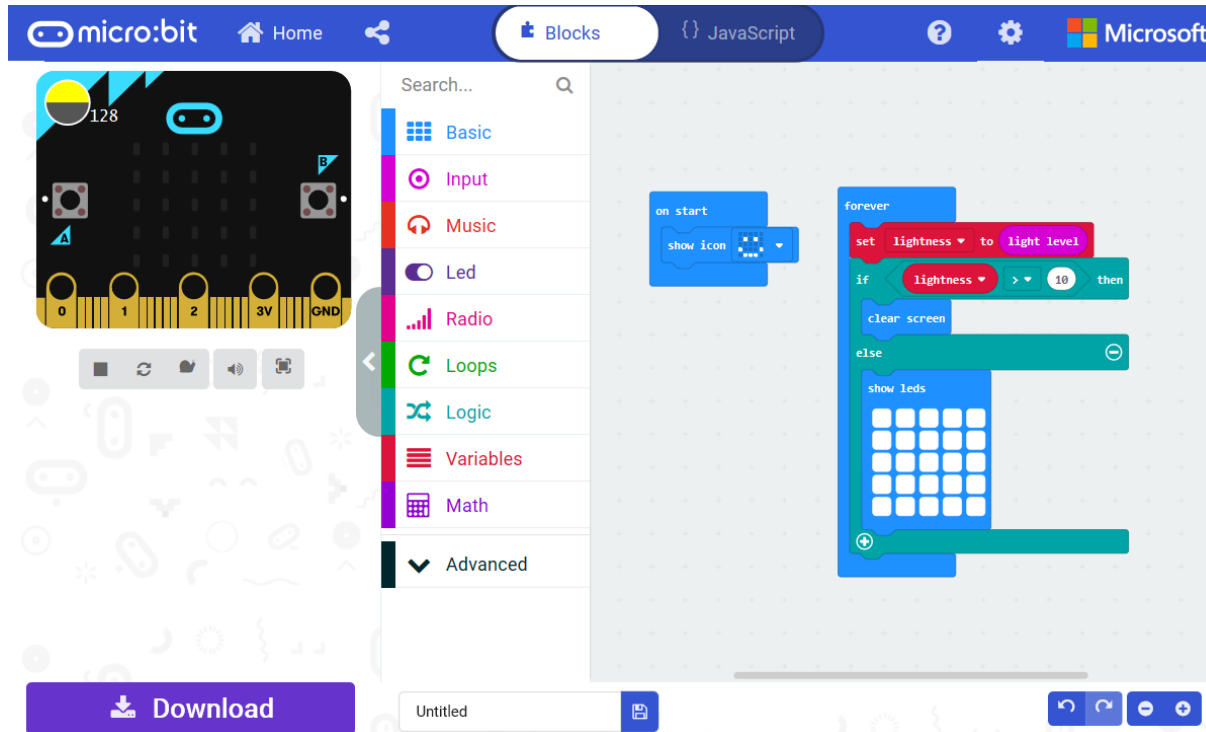 micro:bit Home Blocks {} JavaScript ? Microsoft
128
B
A
0 1 2 3V GND
Download
Search...
Basic
Input
Music
Led
Radio
Loops
Logic
Variables
Math
Advanced
on start
show icon
forever
set lightness to light level
if lightness > 10 then
clear screen
else
show leds
Untitled